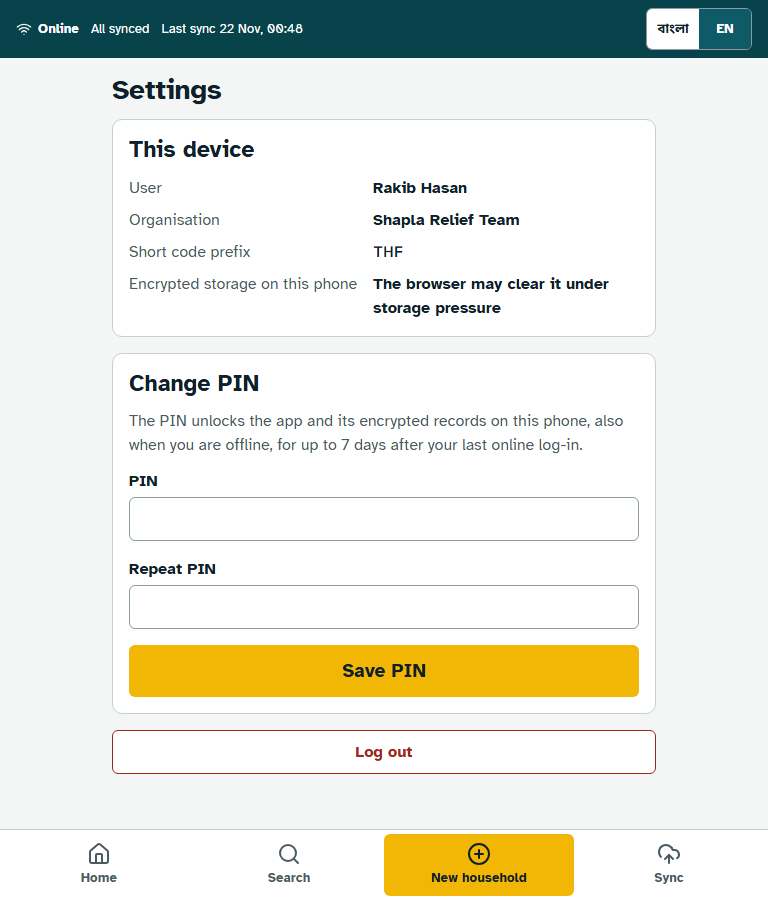 Online All synced Last sync 22 Nov, 00:48
বাংলা EN
Settings
This device
User Rakib Hasan
Organisation Shapla Relief Team
Short code prefix THF
Encrypted storage on this phone The browser may clear it under
storage pressure
Change PIN
The PIN unlocks the app and its encrypted records on this phone, also
when you are offline, for up to 7 days after your last online log-in.
PIN
Repeat PIN
Save PIN
Log out
Home Search New household Sync